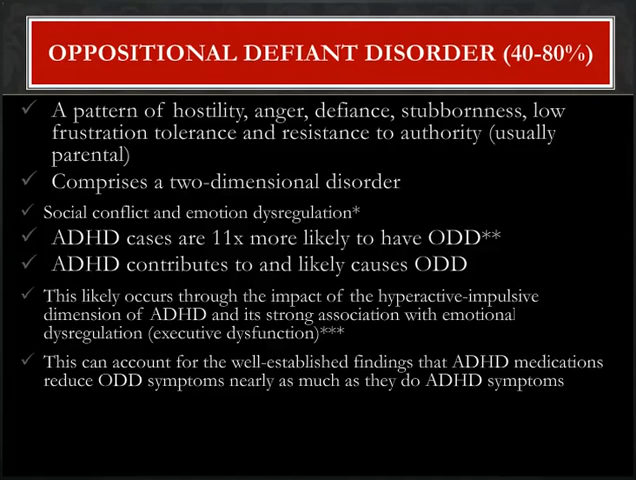 OPPOSITIONAL DEFIANT DISORDER (40-80%)
✓ A pattern of hostility, anger, defiance, stubbornness, low
frustration tolerance and resistance to authority (usually
parental)
✓ Comprises a two-dimensional disorder
✓ Social conflict and emotion dysregulation*
✓ ADHD cases are 11x more likely to have ODD**
✓ ADHD contributes to and likely causes ODD
✓ This likely occurs through the impact of the hyperactive-impulsive
dimension of ADHD and its strong association with emotional
dysregulation (executive dysfunction)***
✓ This can account for the well-established findings that ADHD medications
reduce ODD symptoms nearly as much as they do ADHD symptoms